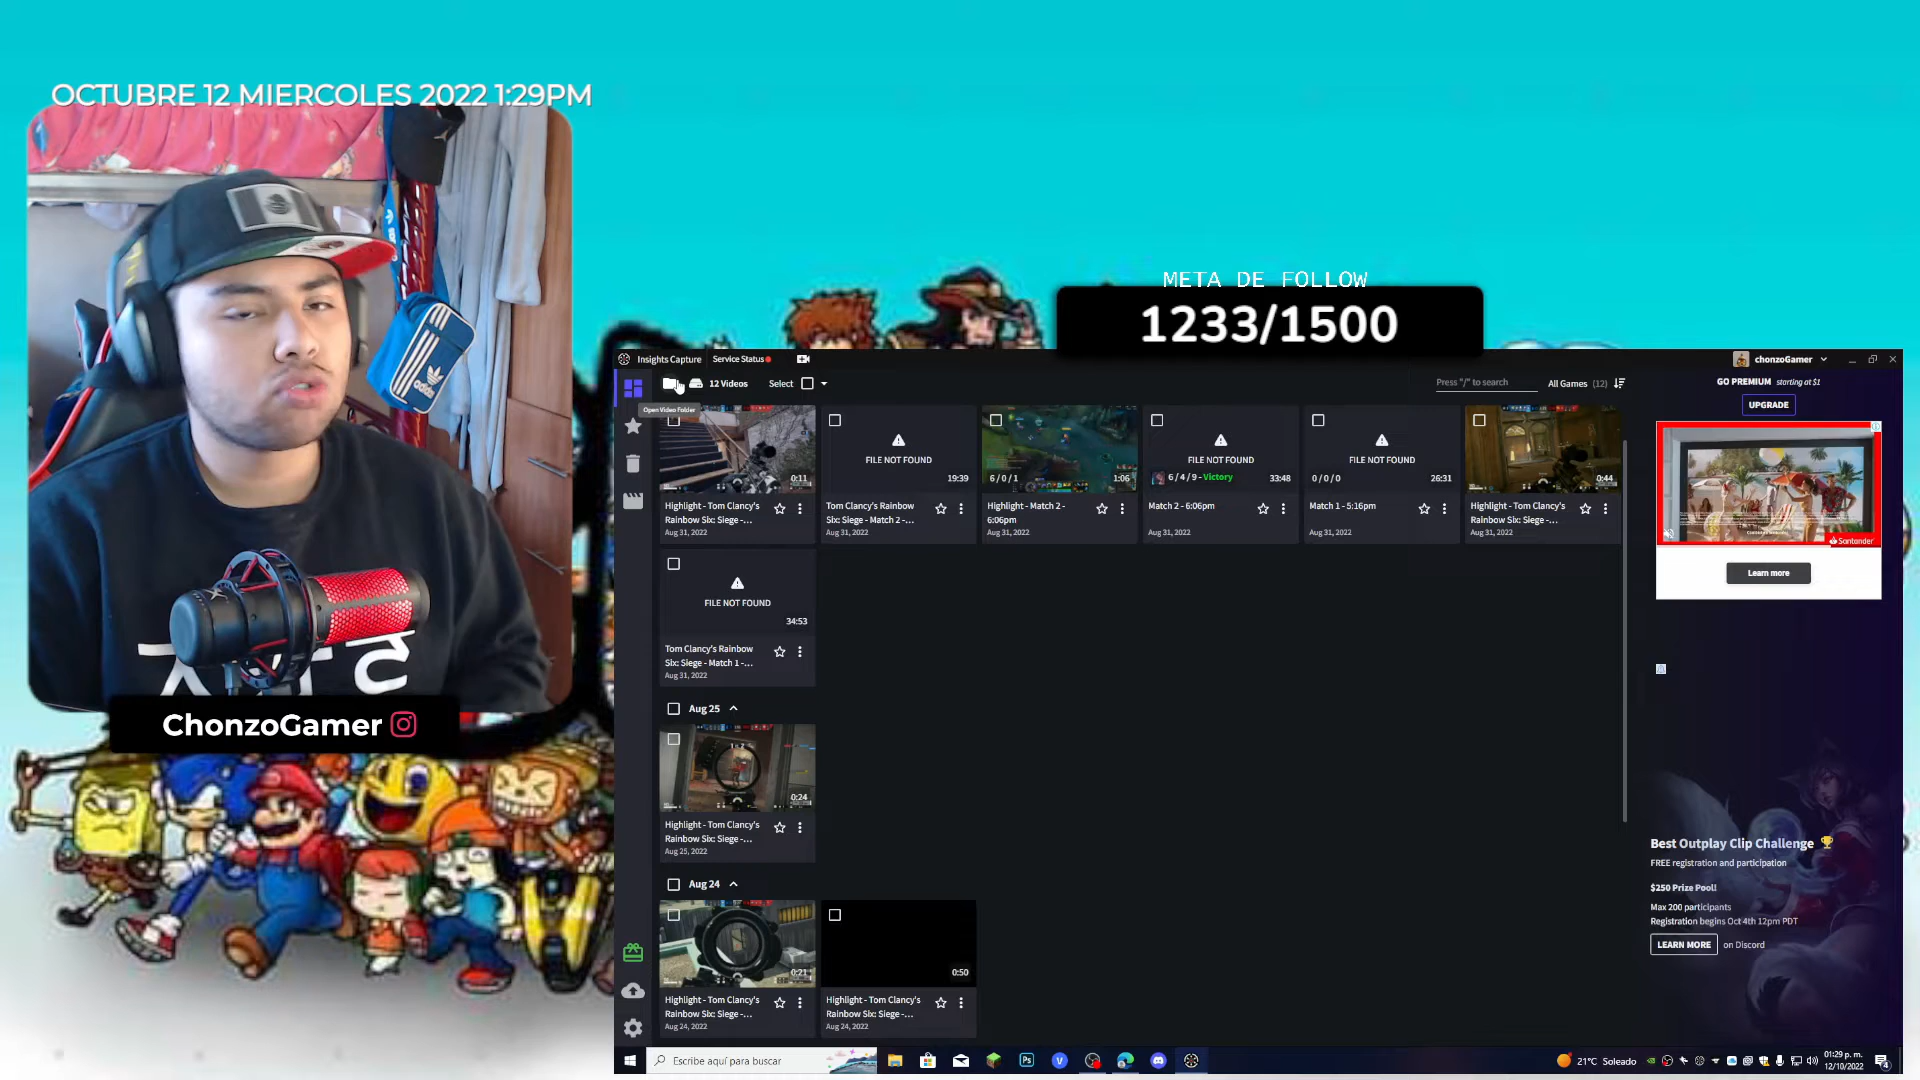 OCTUBRE 12 MIERCOLES 2022 1:29PM
META DE FOLLOW
1233/1500
ChonzoGamer
Insights Capture
Service Status
chonzoGamer
12 Videos
Select
Press "/" to search
All Games (12)
Open Video Folder
GO PREMIUM starting at $1
UPGRADE
0:11
FILE NOT FOUND
19:39
6 / 0 / 1
1:06
FILE NOT FOUND
6 / 4 / 9 - Victory
33:48
FILE NOT FOUND
0 / 0 / 0
26:31
0:44
Highlight - Tom Clancy's
Rainbow Six: Siege -...
Aug 31, 2022
Tom Clancy's Rainbow
Six: Siege - Match 2 -...
Aug 31, 2022
Highlight - Match 2 -
6:06pm
Aug 31, 2022
Match 2 - 6:06pm
Aug 31, 2022
Match 1 - 5:16pm
Aug 31, 2022
Highlight - Tom Clancy's
Rainbow Six: Siege -...
Aug 31, 2022
Santander
Learn more
FILE NOT FOUND
34:53
Tom Clancy's Rainbow
Six: Siege - Match 1 -...
Aug 31, 2022
Aug 25
0:24
Highlight - Tom Clancy's
Rainbow Six: Siege -...
Aug 25, 2022
Aug 24
0:21
0:50
Highlight - Tom Clancy's
Rainbow Six: Siege -...
Aug 24, 2022
Highlight - Tom Clancy's
Rainbow Six: Siege -...
Aug 24, 2022
Best Outplay Clip Challenge
FREE registration and participation
$250 Prize Pool!
Max 200 participants
Registration begins Oct 4th 12pm PDT
LEARN MORE on Discord
adidas
Escribe aquí para buscar
Ps
21°C Soleado
01:29 p. m.
12/10/2022
4